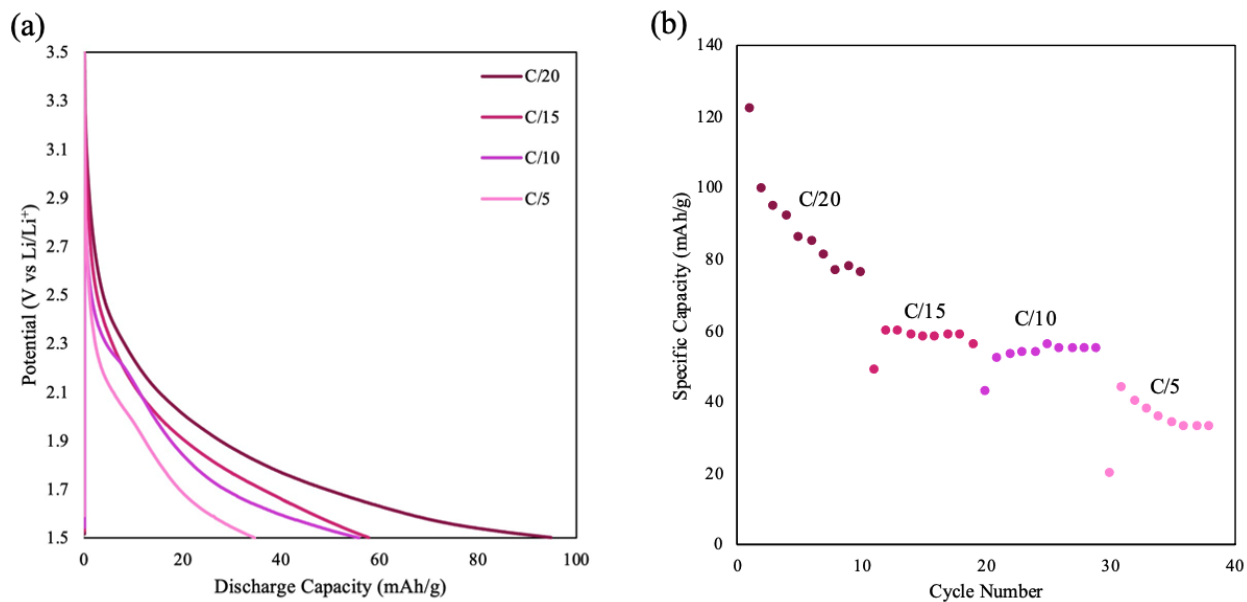 (a)
3.5
3.3
3.1
2.9
2.7
2.5
2.3
2.1
1.9
1.7
1.5
Potential (V vs Li/Li⁺)
C/20
C/15
C/10
C/5
0
20
40
60
80
100
Discharge Capacity (mAh/g)
(b)
140
120
100
80
60
40
20
0
Specific Capacity (mAh/g)
C/20
C/15
C/10
C/5
0
10
20
30
40
Cycle Number